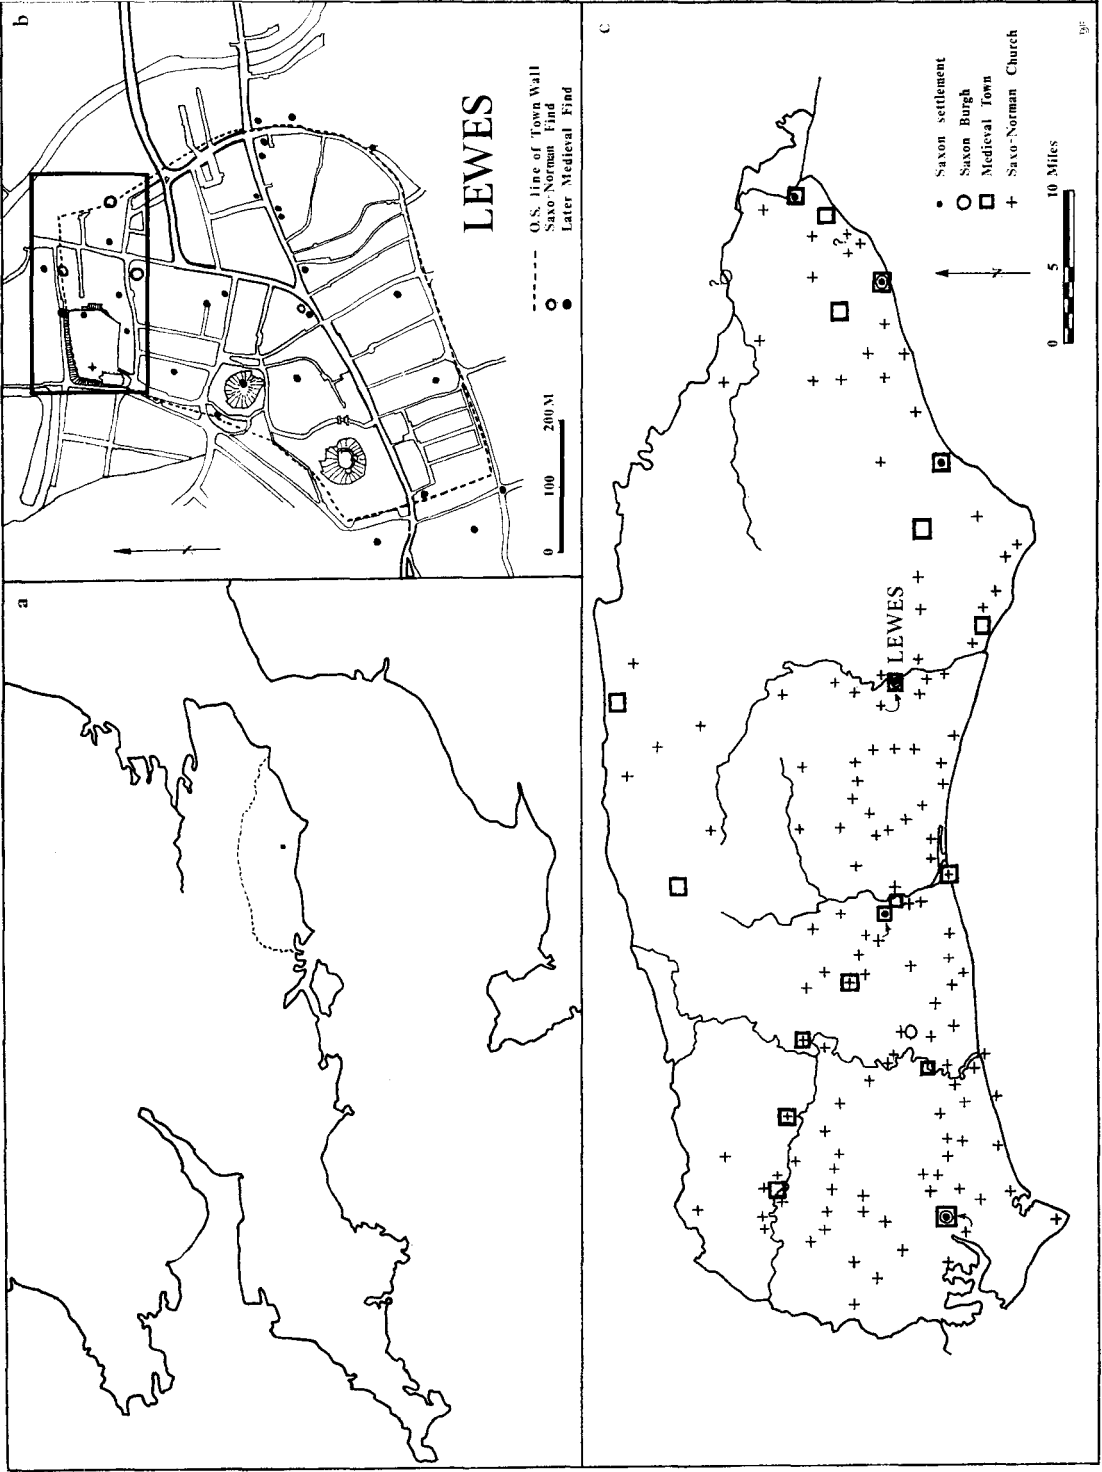 a
b
N
0 100 200 M
LEWES
O.S. line of Town Wall
Saxo-Norman Find
Later Medieval Find
c
?
?
LEWES
N
Saxon settlement
Saxon Burgh
Medieval Town
Saxo-Norman Church
0 5 10 Miles